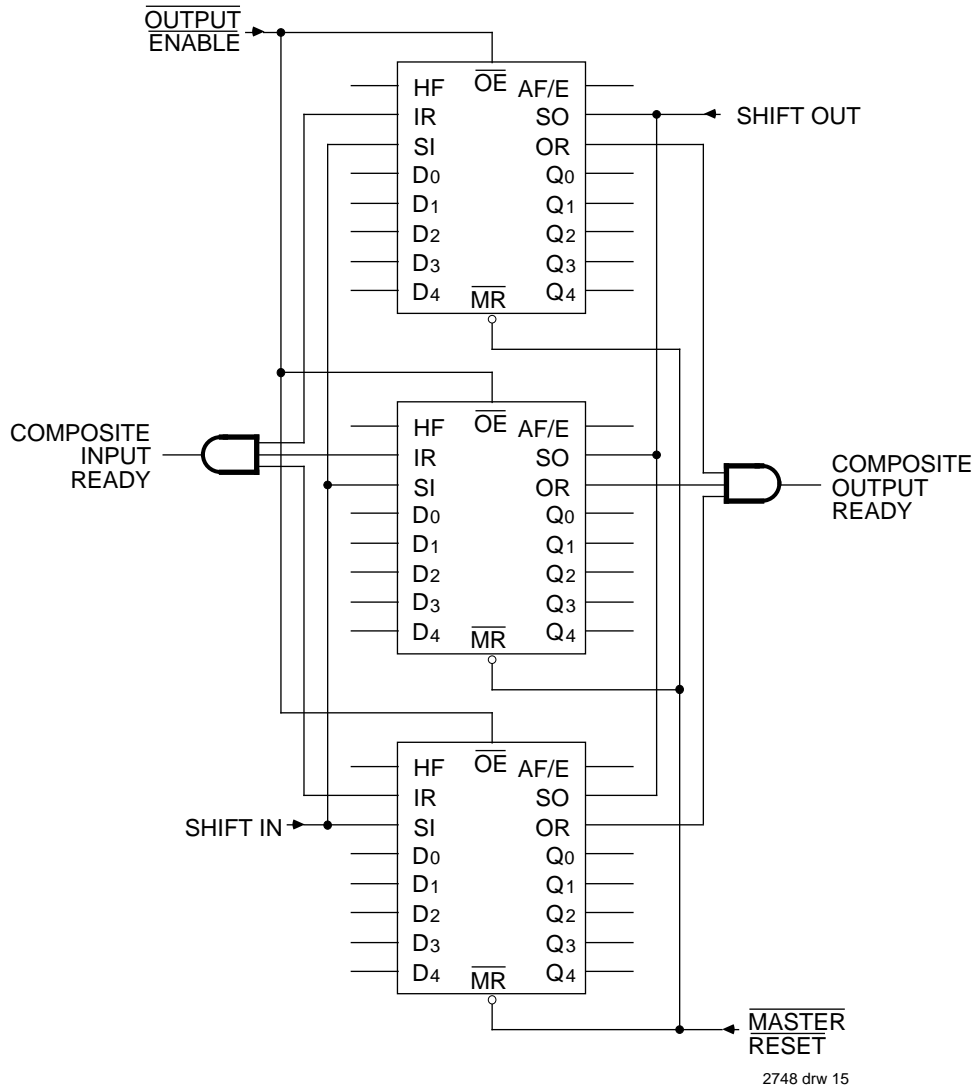 OUTPUT
ENABLE
OE
HF
AF/E
IR
SO
SHIFT OUT
SI
OR
D0
Q0
D1
Q1
D2
Q2
D3
Q3
D4
Q4
MR
OE
HF
AF/E
COMPOSITE
INPUT
READY
IR
SO
SI
OR
COMPOSITE
OUTPUT
READY
D0
Q0
D1
Q1
D2
Q2
D3
Q3
D4
Q4
MR
OE
HF
AF/E
IR
SO
SHIFT IN
SI
OR
D0
Q0
D1
Q1
D2
Q2
D3
Q3
D4
Q4
MR
MASTER
RESET
2748 drw 15